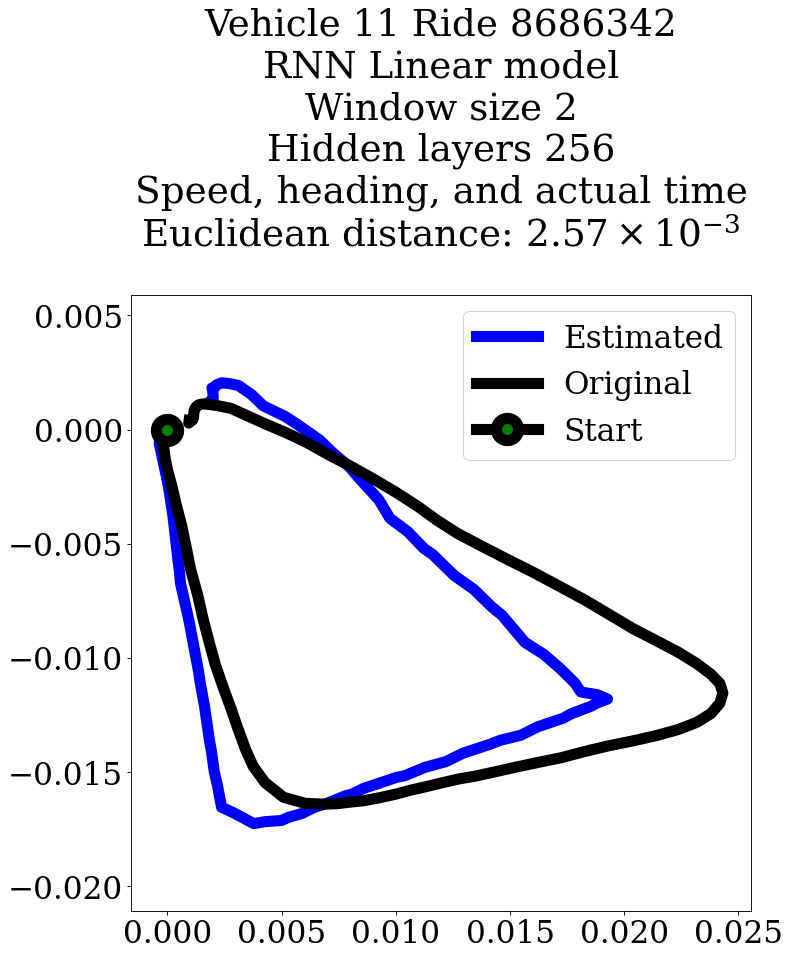 Vehicle 11 Ride 8686342
RNN Linear model
Window size 2
Hidden layers 256
Speed, heading, and actual time
Euclidean distance: 2.57 × 10⁻³
0.005
0.000
−0.005
−0.010
−0.015
−0.020
Estimated
Original
Start
0.000 0.005 0.010 0.015 0.020 0.025